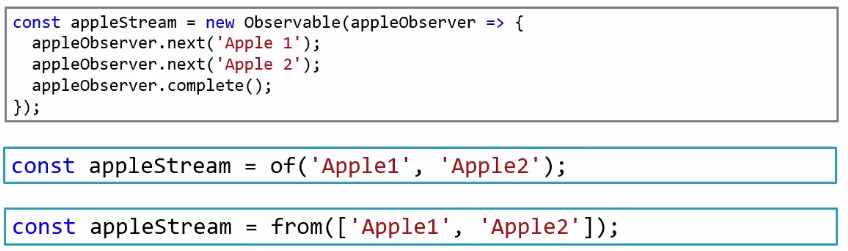 const appleStream = new Observable(appleObserver => {
  appleObserver.next('Apple 1');
  appleObserver.next('Apple 2');
  appleObserver.complete();
});
const appleStream = of('Apple1', 'Apple2');
const appleStream = from(['Apple1', 'Apple2']);